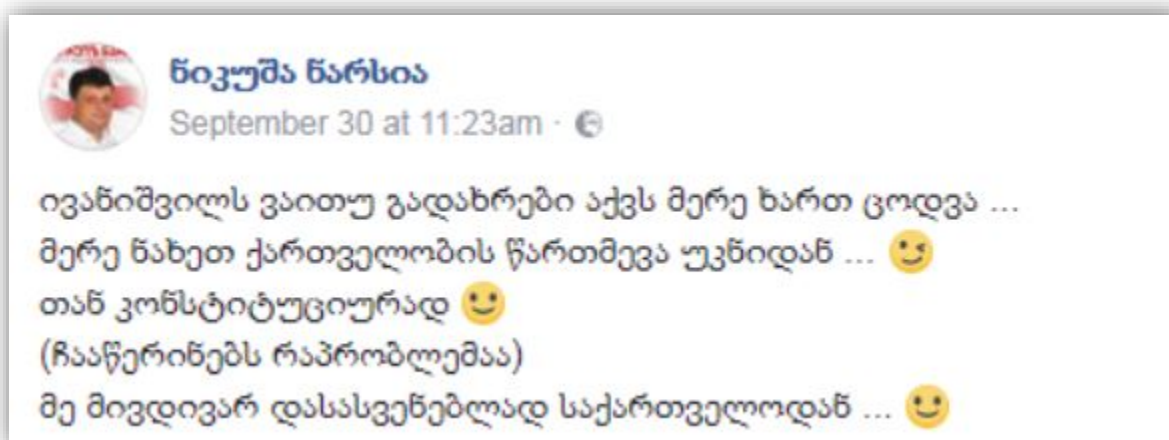 ნიკუშა ნარსია
September 30 at 11:23am ·
ივანიშვილს ვაითუ გადახრები აქვს მერე ხართ ცოდვა ...
მერე ნახეთ ქართველობის წართმევა უკნიდან ... 😉
თან კონსტიტუციურად 🙂
(ჩააწერინებს რაპრობლემაა)
მე მივდივარ დასასვენებლად საქართველოდან ... 🙂